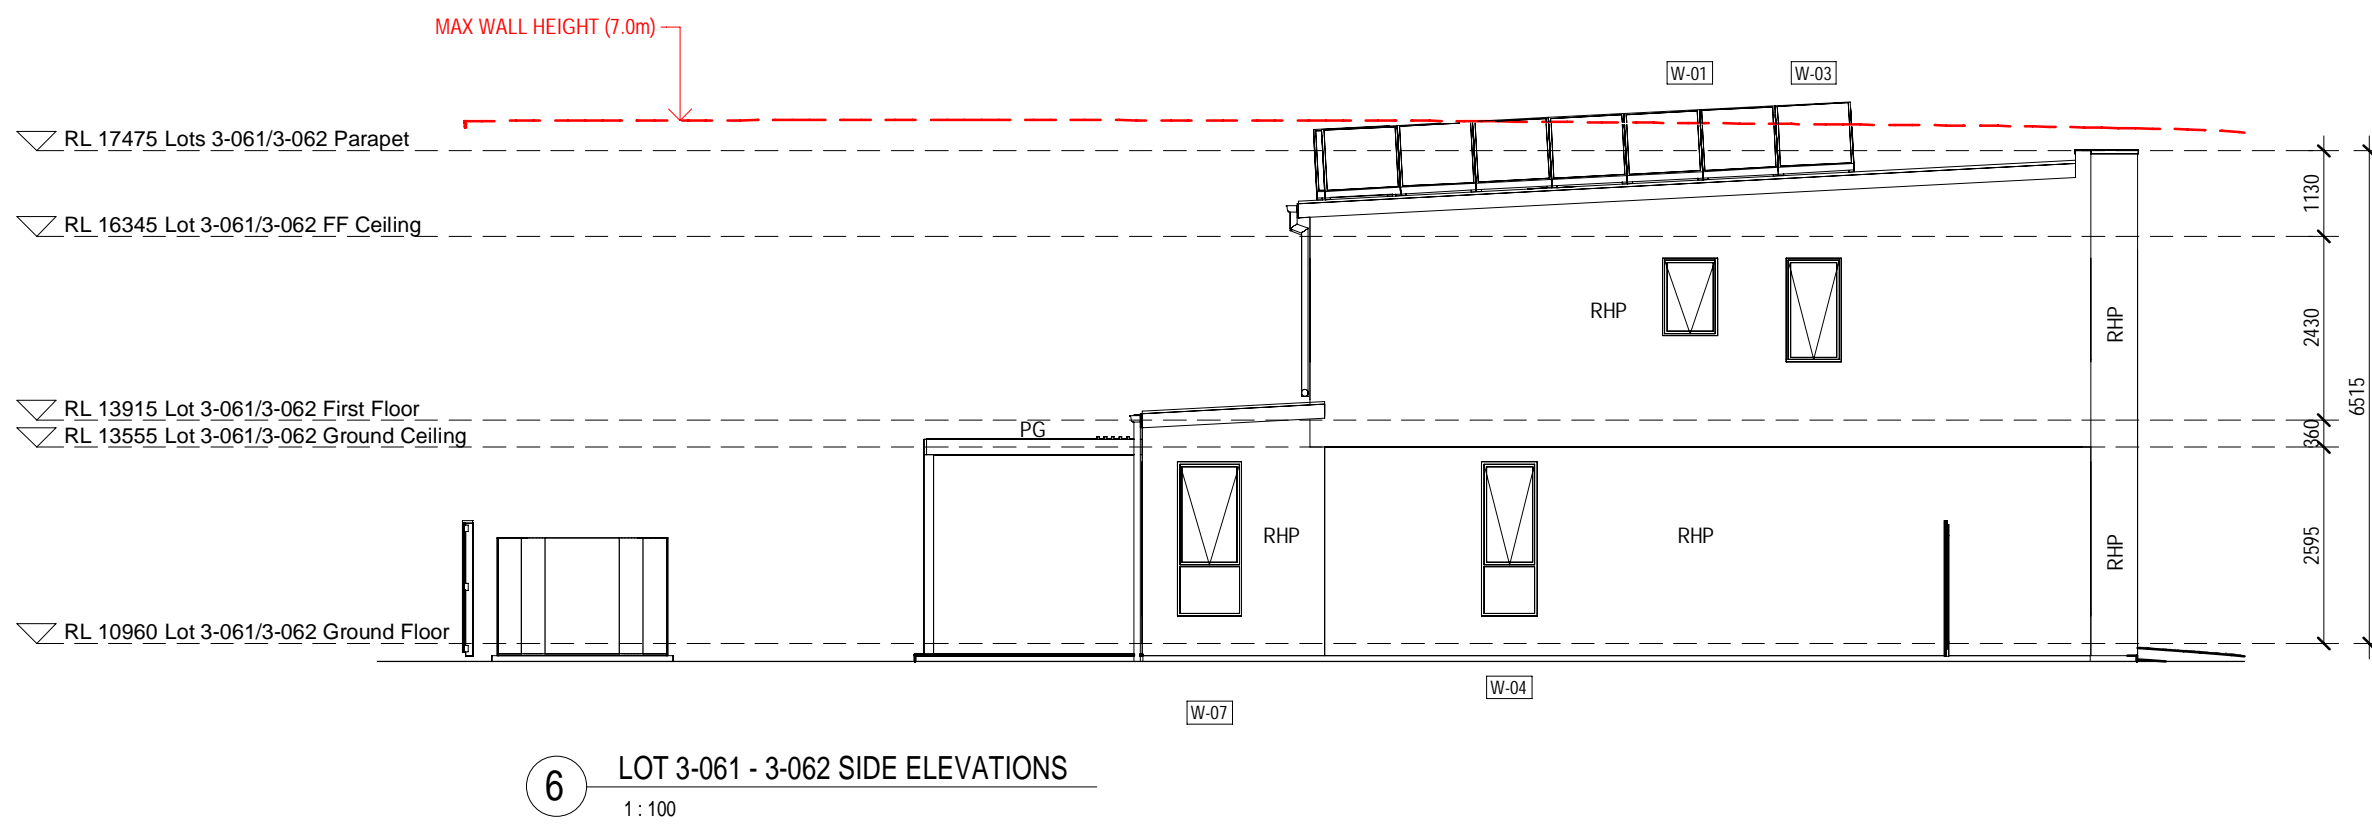 MAX WALL HEIGHT (7.0m)
W-01
W-03
RL 17475 Lots 3-061/3-062 Parapet
1130
RL 16345 Lot 3-061/3-062 FF Ceiling
RHP
RHP
2430
6515
RL 13915 Lot 3-061/3-062 First Floor
RL 13555 Lot 3-061/3-062 Ground Ceiling
PG
360
RHP
RHP
RHP
2595
RL 10960 Lot 3-061/3-062 Ground Floor
W-04
W-07
6
LOT 3-061 - 3-062 SIDE ELEVATIONS
1 : 100